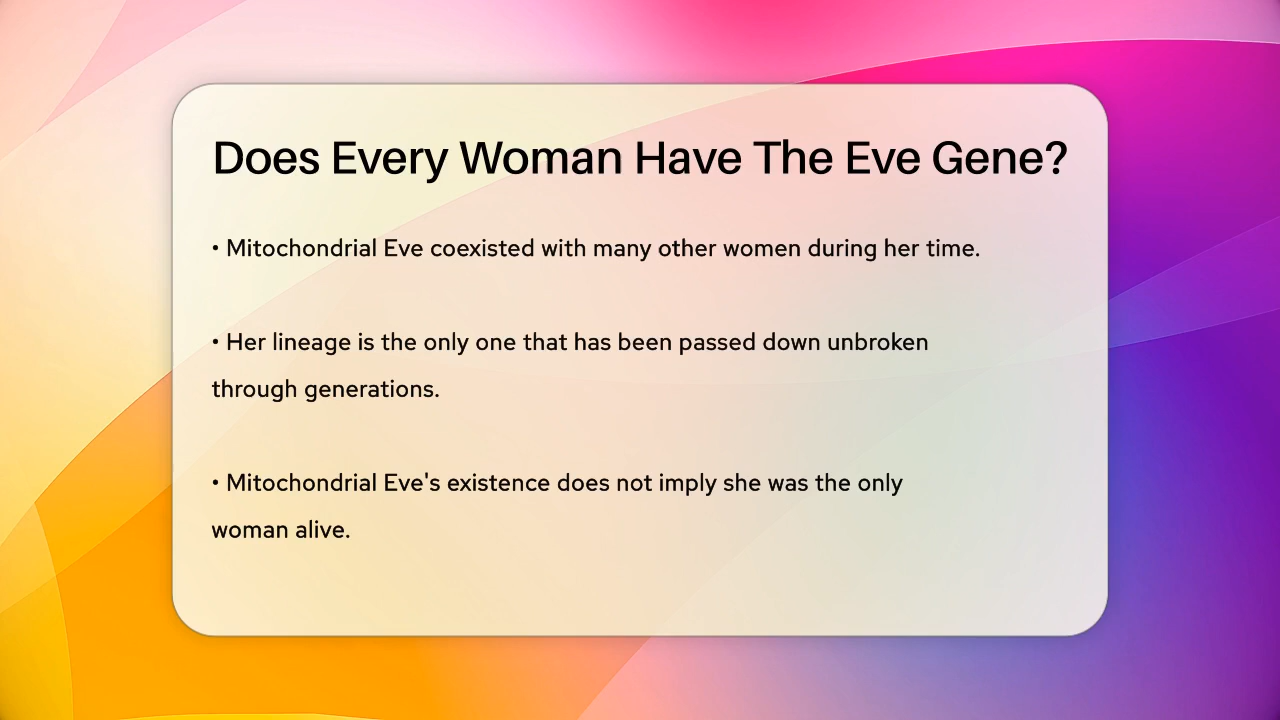 Does Every Woman Have The Eve Gene?
• Mitochondrial Eve coexisted with many other women during her time.
• Her lineage is the only one that has been passed down unbroken
through generations.
• Mitochondrial Eve's existence does not imply she was the only
woman alive.